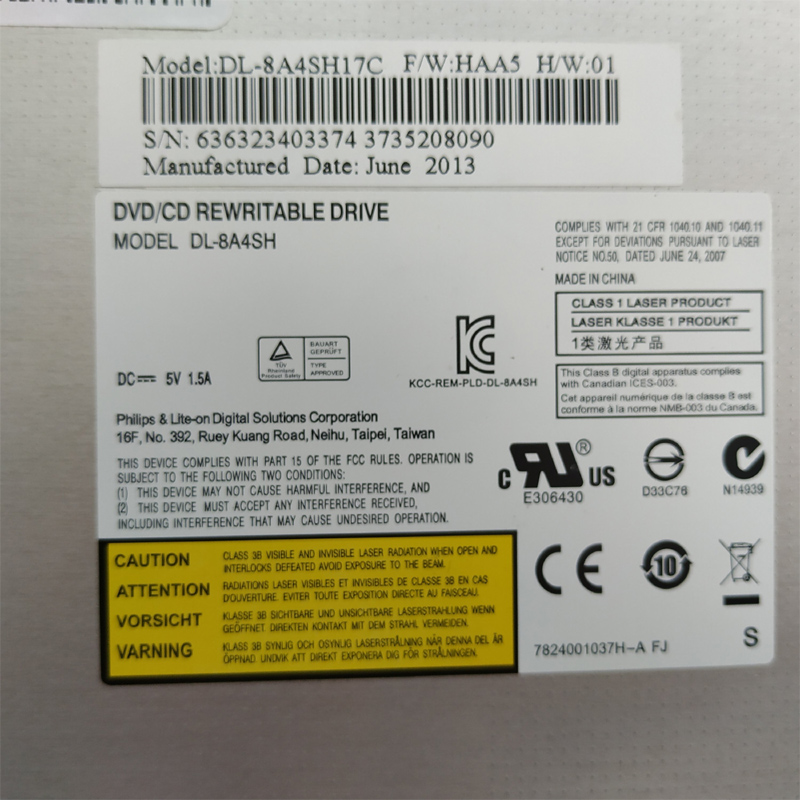 Model:DL-8A4SH17C F/W:HAA5 H/W:01
S/N: 636323403374 3735208090
Manufactured Date: June 2013
DVD/CD REWRITABLE DRIVE
MODEL DL-8A4SH
COMPLIES WITH 21 CFR 1040.10 AND 1040.11
EXCEPT FOR DEVIATIONS PURSUANT TO LASER
NOTICE NO.50, DATED JUNE 24, 2007
MADE IN CHINA
CLASS 1 LASER PRODUCT
LASER KLASSE 1 PRODUKT
1类激光产品
TÜV
Rheinland
Product Safety
BAUART
GEPRÜFT
TYPE
APPROVED
KCC-REM-PLD-DL-8A4SH
DC 5V 1.5A
This Class B digital apparatus complies
with Canadian ICES-003.
Cet appareil numérique de la classe B est
conforme à la norme NMB-003 du Canada.
Philips & Lite-on Digital Solutions Corporation
16F, No. 392, Ruey Kuang Road, Neihu, Taipei, Taiwan
THIS DEVICE COMPLIES WITH PART 15 OF THE FCC RULES. OPERATION IS
SUBJECT TO THE FOLLOWING TWO CONDITIONS:
(1) THIS DEVICE MAY NOT CAUSE HARMFUL INTERFERENCE, AND
(2) THIS DEVICE MUST ACCEPT ANY INTERFERENCE RECEIVED,
INCLUDING INTERFERENCE THAT MAY CAUSE UNDESIRED OPERATION.
c RU ® US
E306430
D33C76
N14939
CAUTION CLASS 3B VISIBLE AND INVISIBLE LASER RADIATION WHEN OPEN AND
INTERLOCKS DEFEATED AVOID EXPOSURE TO THE BEAM.
ATTENTION RADIATIONS LASER VISIBLES ET INVISIBLES DE CLASSE 3B EN CAS
D'OUVERTURE. EVITER TOUTE EXPOSITION DIRECTE AU FAISCEAU.
VORSICHT KLASSE 3B SICHTBARE UND UNSICHTBARE LASERSTRAHLUNG WENN
GEÖFFNET DIREKTEN KONTAKT MIT DEM STRAHL VERMEIDEN.
VARNING KLASS 3B SYNLIG OCH OSYNLIG LASERSTRÅLNING NÄR DENNA DEL ÄR
ÖPPNAD. UNDVIK ATT DIREKT EXPONERA DIG FÖR STRÅLNINGEN.
CE
10
7824001037H-A FJ
S